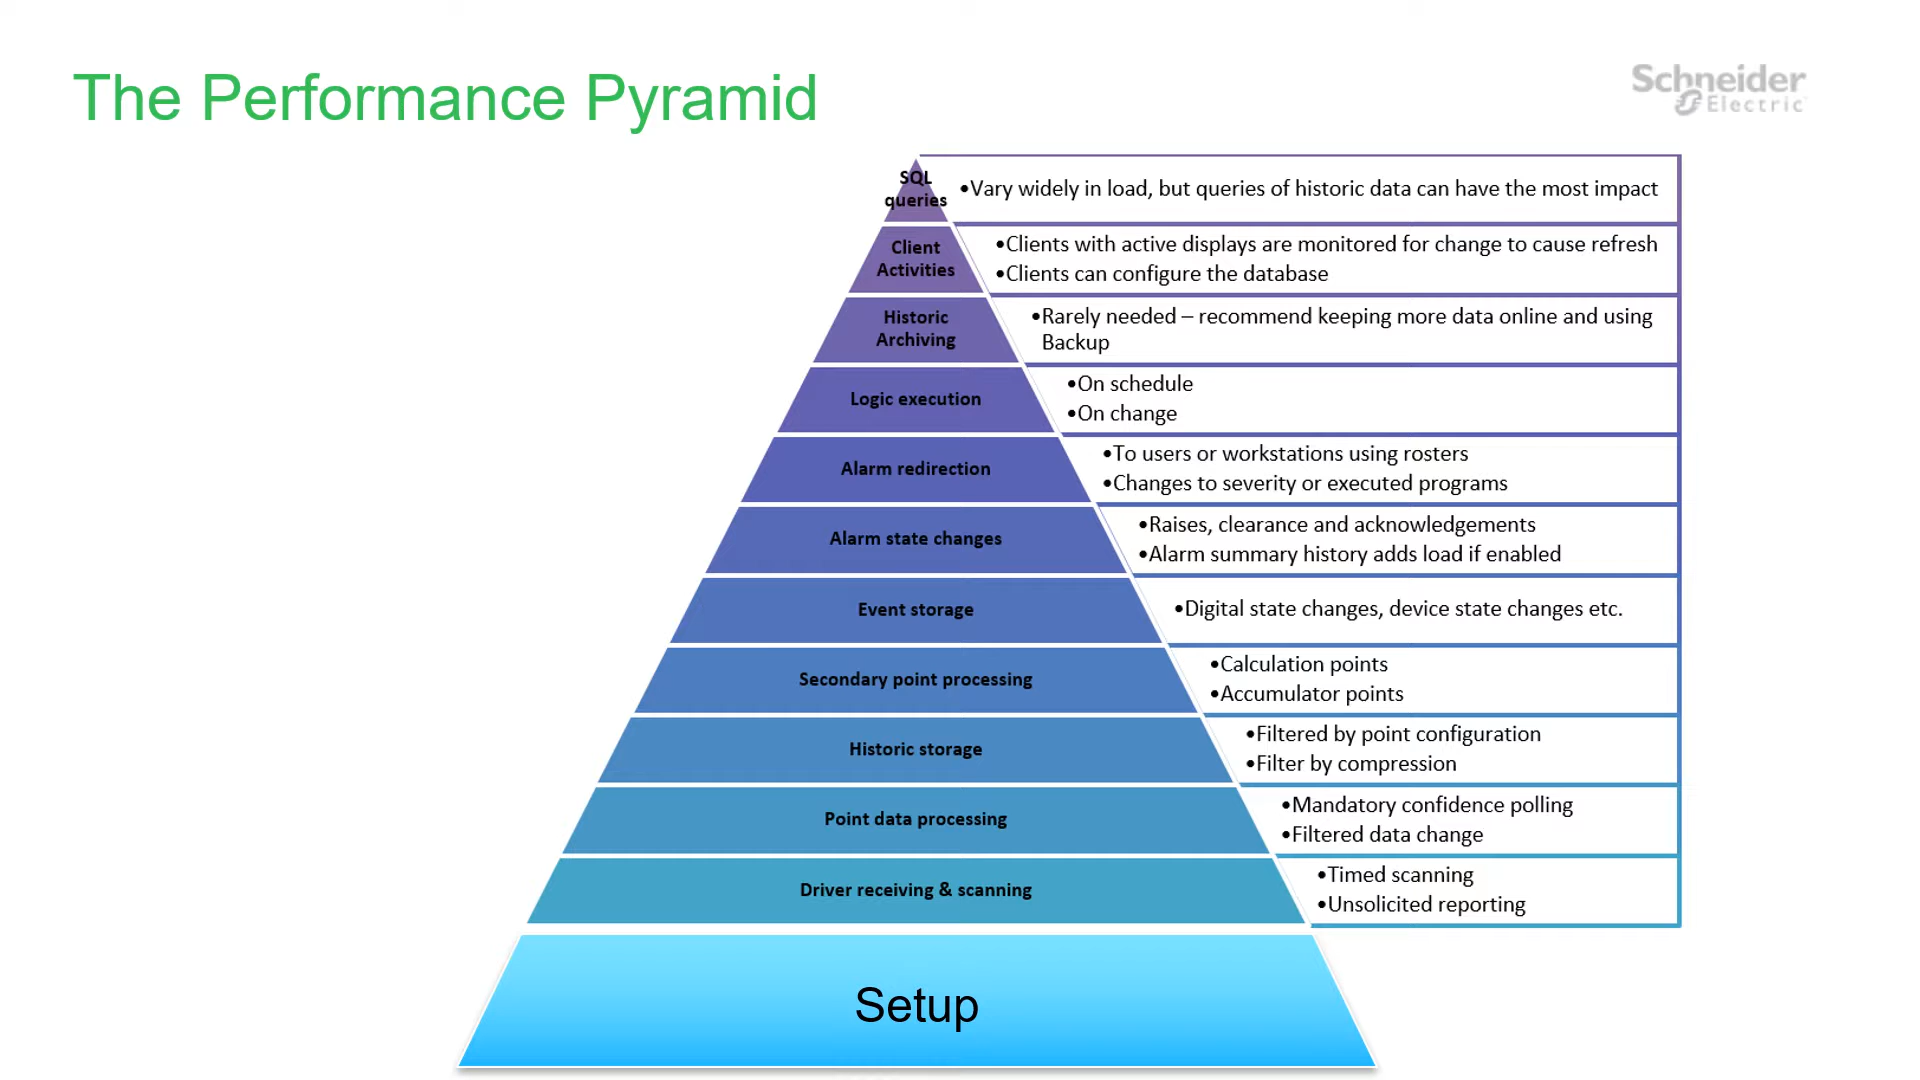 The Performance Pyramid
Schneider
Electric
SQL
queries
•Vary widely in load, but queries of historic data can have the most impact
Client
Activities
•Clients with active displays are monitored for change to cause refresh
•Clients can configure the database
Historic
Archiving
•Rarely needed – recommend keeping more data online and using
Backup
Logic execution
•On schedule
•On change
Alarm redirection
•To users or workstations using rosters
•Changes to severity or executed programs
Alarm state changes
•Raises, clearance and acknowledgements
•Alarm summary history adds load if enabled
Event storage
•Digital state changes, device state changes etc.
Secondary point processing
•Calculation points
•Accumulator points
Historic storage
•Filtered by point configuration
•Filter by compression
Point data processing
•Mandatory confidence polling
•Filtered data change
Driver receiving & scanning
•Timed scanning
•Unsolicited reporting
Setup